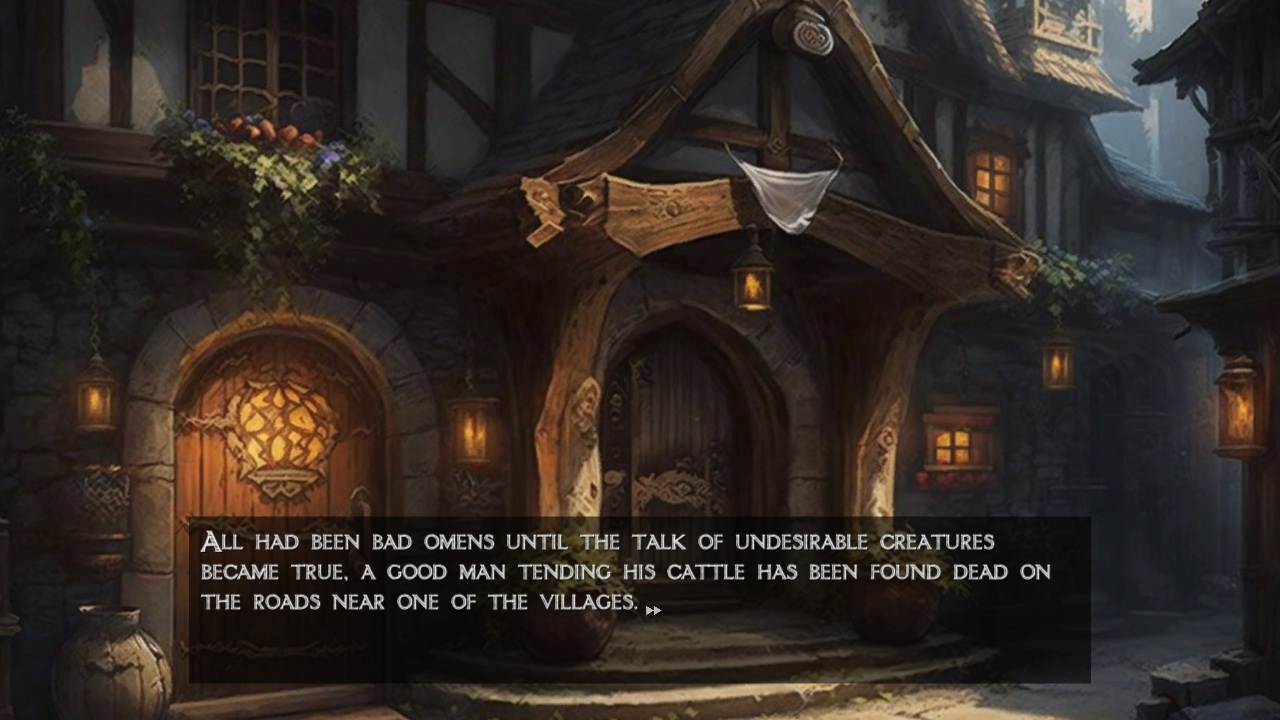 All had been bad omens until the talk of undesirable creatures
became true, a good man tending his cattle has been found dead on
the roads near one of the villages.